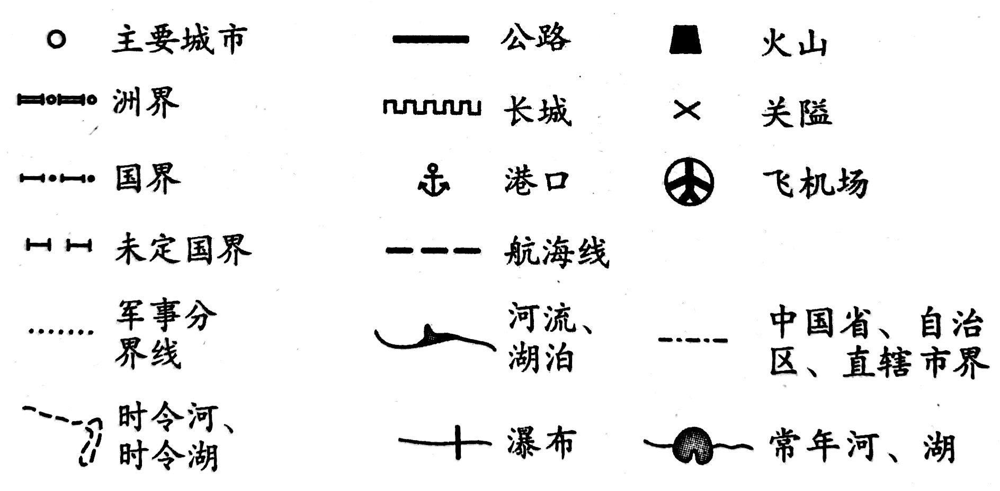 主要城市
公路
火山
洲界
长城
关隘
国界
港口
飞机场
未定国界
航海线
军事分
界线
河流、
湖泊
中国省、自治
区、直辖市界
时令河、
时令湖
瀑布
常年河、湖